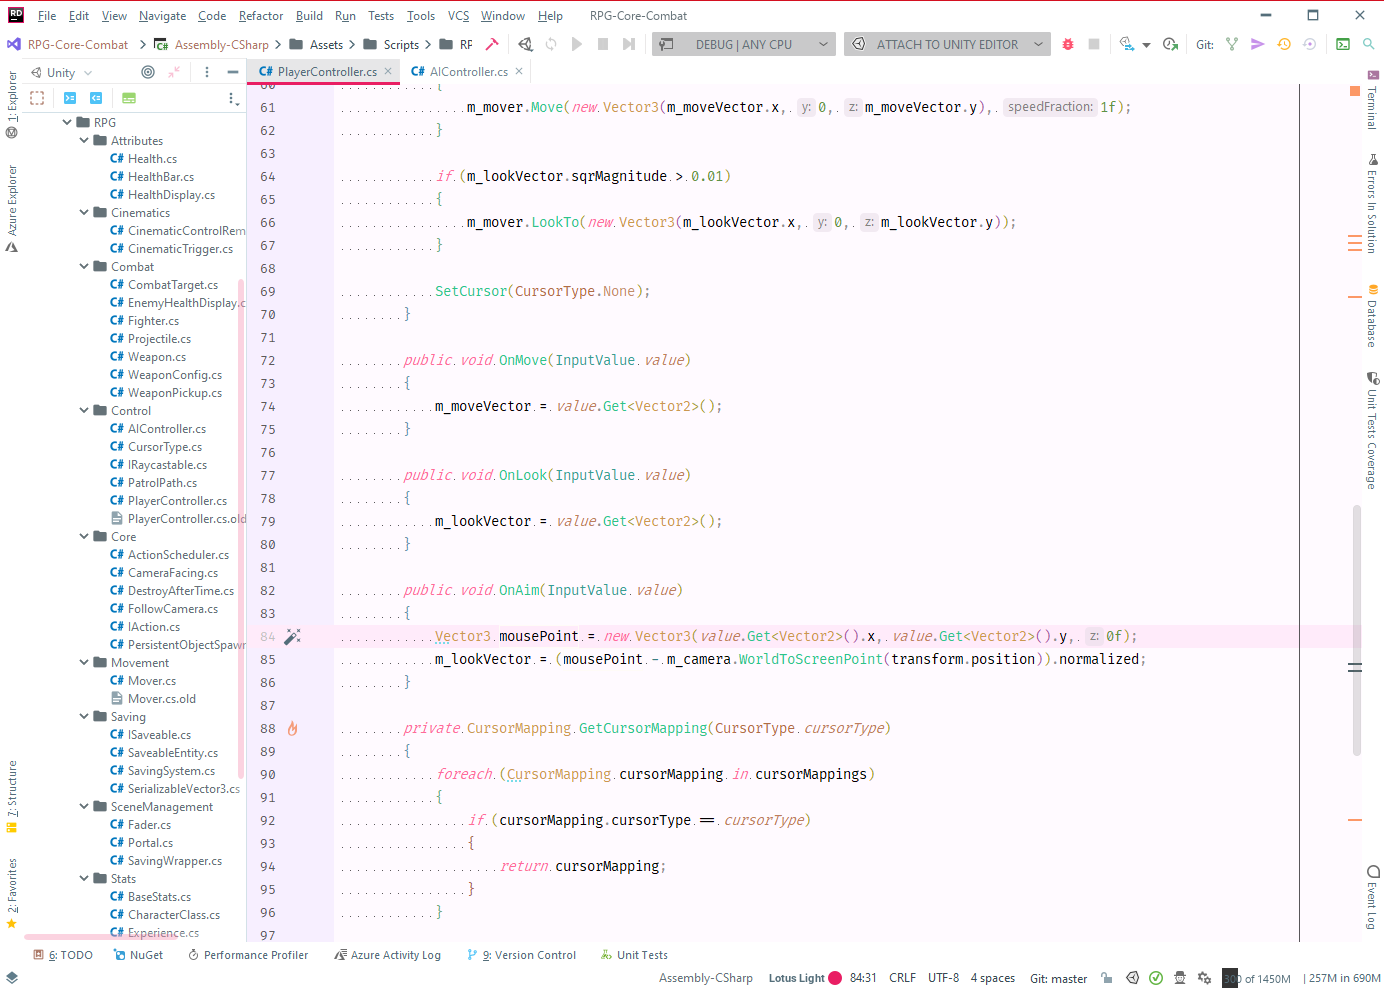 RD File Edit View Navigate Code Refactor Build Run Tests Tools VCS Window Help RPG-Core-Combat
RPG-Core-Combat Assembly-CSharp Assets Scripts RP DEBUG | ANY CPU ATTACH TO UNITY EDITOR Git:
Unity
C# PlayerController.cs C# AIController.cs
1: Explorer
Azure Explorer
7: Structure
2: Favorites
RPG
Attributes
C# Health.cs
C# HealthBar.cs
C# HealthDisplay.cs
Cinematics
C# CinematicControlRem
C# CinematicTrigger.cs
Combat
C# CombatTarget.cs
C# EnemyHealthDisplay.c
C# Fighter.cs
C# Projectile.cs
C# Weapon.cs
C# WeaponConfig.cs
C# WeaponPickup.cs
Control
C# AIController.cs
C# CursorType.cs
C# IRaycastable.cs
C# PatrolPath.cs
C# PlayerController.cs
PlayerController.cs.old
Core
C# ActionScheduler.cs
C# CameraFacing.cs
C# DestroyAfterTime.cs
C# FollowCamera.cs
C# IAction.cs
C# PersistentObjectSpawn
Movement
C# Mover.cs
Mover.cs.old
Saving
C# ISaveable.cs
C# SaveableEntity.cs
C# SavingSystem.cs
C# SerializableVector3.cs
SceneManagement
C# Fader.cs
C# Portal.cs
C# SavingWrapper.cs
Stats
C# BaseStats.cs
C# CharacterClass.cs
C# Experience.cs
60 {
61 m_mover.Move(new Vector3(m_moveVector.x, y: 0, z: m_moveVector.y), speedFraction: 1f);
62 }
63
64 if (m_lookVector.sqrMagnitude > 0.01)
65 {
66 m_mover.LookTo(new Vector3(m_lookVector.x, y: 0, z: m_lookVector.y));
67 }
68
69 SetCursor(CursorType.None);
70 }
71
72 public void OnMove(InputValue value)
73 {
74 m_moveVector = value.Get<Vector2>();
75 }
76
77 public void OnLook(InputValue value)
78 {
79 m_lookVector = value.Get<Vector2>();
80 }
81
82 public void OnAim(InputValue value)
83 {
84 Vector3 mousePoint = new Vector3(value.Get<Vector2>().x, value.Get<Vector2>().y, z: 0f);
85 m_lookVector = (mousePoint - m_camera.WorldToScreenPoint(transform.position)).normalized;
86 }
87
88 private CursorMapping GetCursorMapping(CursorType cursorType)
89 {
90 foreach (CursorMapping cursorMapping in cursorMappings)
91 {
92 if (cursorMapping.cursorType == cursorType)
93 {
94 return cursorMapping;
95 }
96 }
97
Terminal
Errors In Solution
Database
Unit Tests Coverage
Event Log
6: TODO NuGet Performance Profiler Azure Activity Log 9: Version Control Unit Tests
Assembly-CSharp Lotus Light 84:31 CRLF UTF-8 4 spaces Git: master 300 of 1450M | 257M in 690M